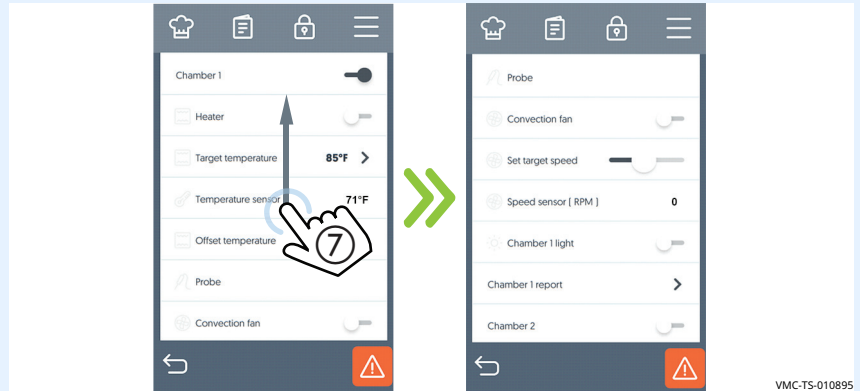 Chamber 1
Heater
Target temperature 85°F
Temperature sensor 71°F
Offset temperature
7
Probe
Convection fan
Probe
Convection fan
Set target speed
Speed sensor ( RPM ) 0
Chamber 1 light
Chamber 1 report
Chamber 2
VMC-TS-010895